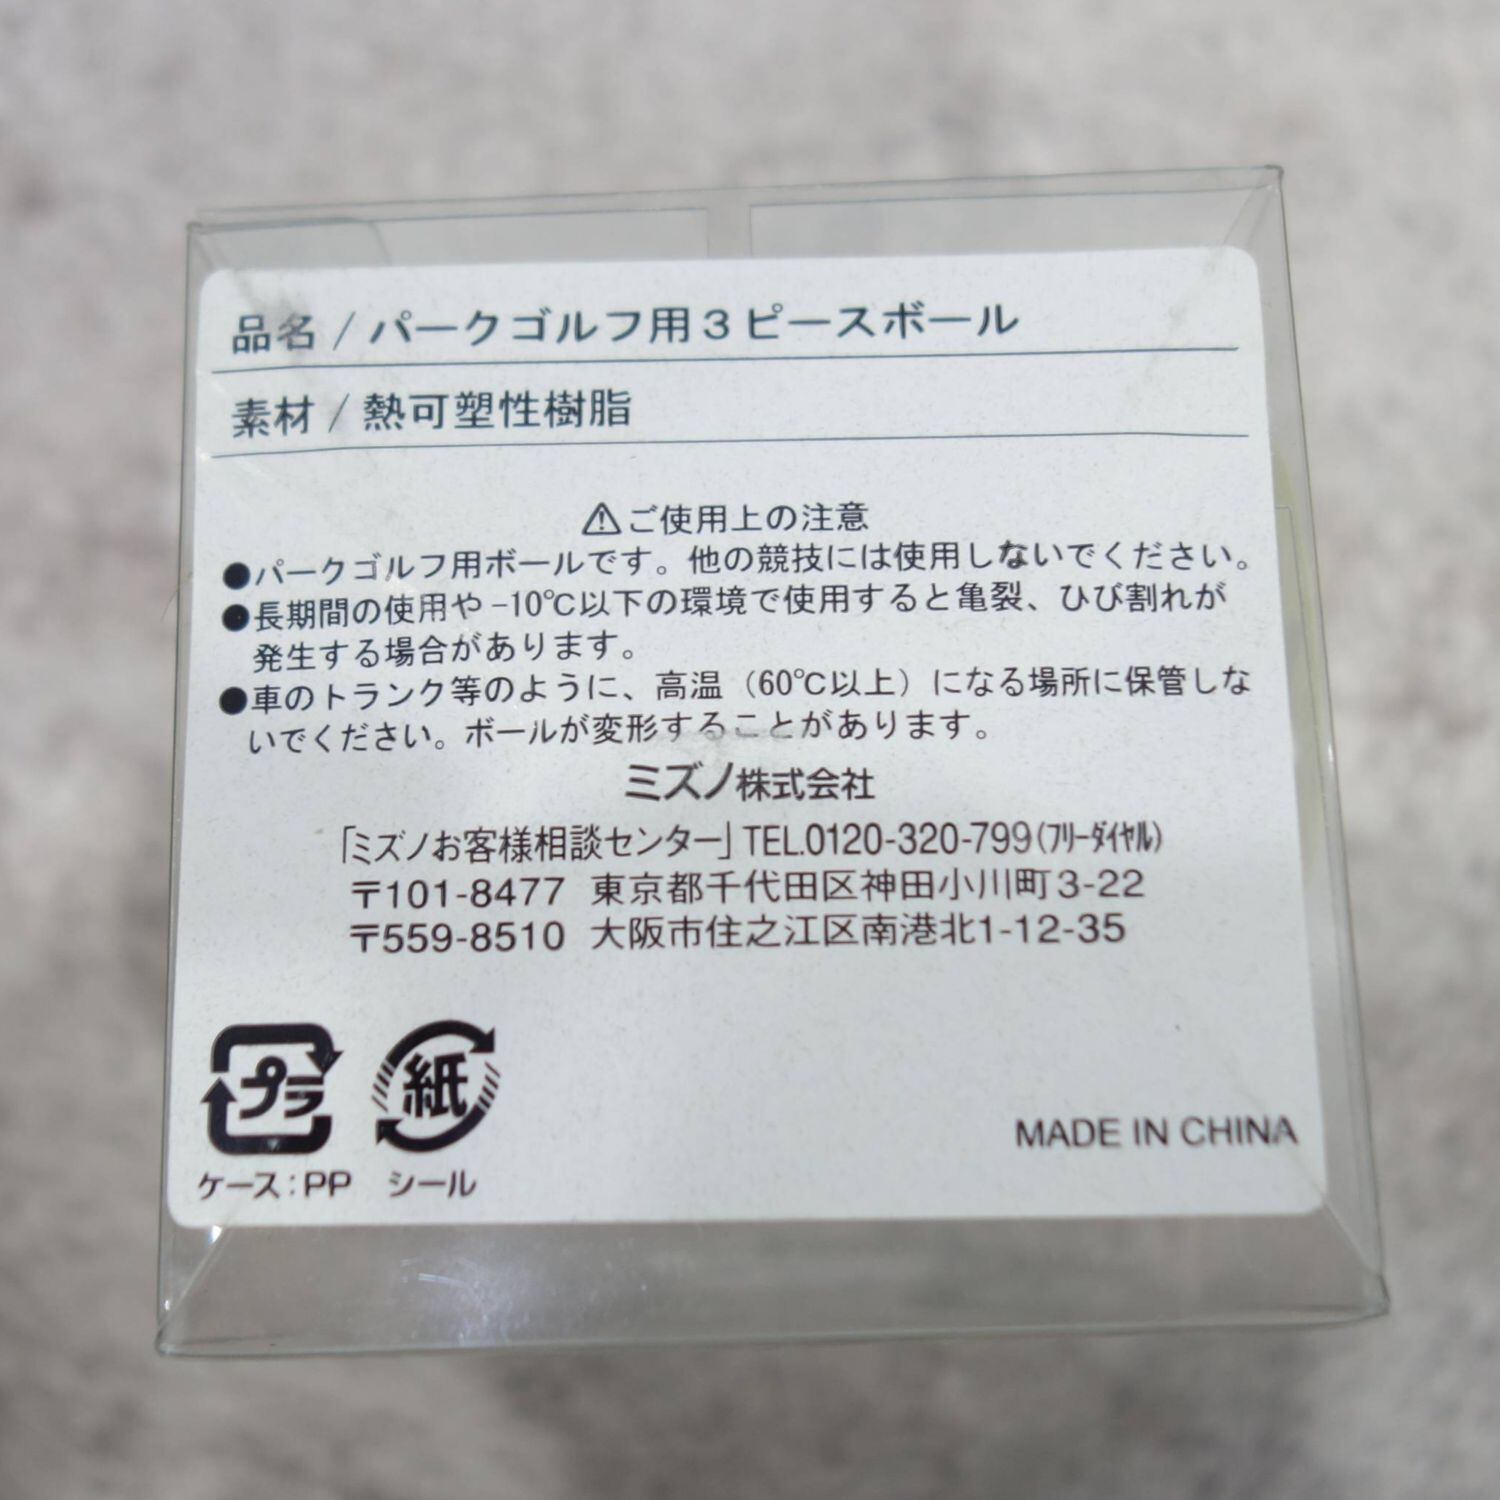 品名/パークゴルフ用3ピースボール
素材/熱可塑性樹脂
⚠ご使用上の注意
●パークゴルフ用ボールです。他の競技には使用しないでください。
●長期間の使用や-10℃以下の環境で使用すると亀裂、ひび割れが
発生する場合があります。
●車のトランク等のように、高温(60℃以上)になる場所に保管しな
いでください。ボールが変形することがあります。
ミズノ株式会社
「ミズノお客様相談センター」TEL.0120-320-799(フリーダイヤル)
〒101-8477 東京都千代田区神田小川町3-22
〒559-8510 大阪市住之江区南港北1-12-35
プラ 紙
ケース:PP シール
MADE IN CHINA